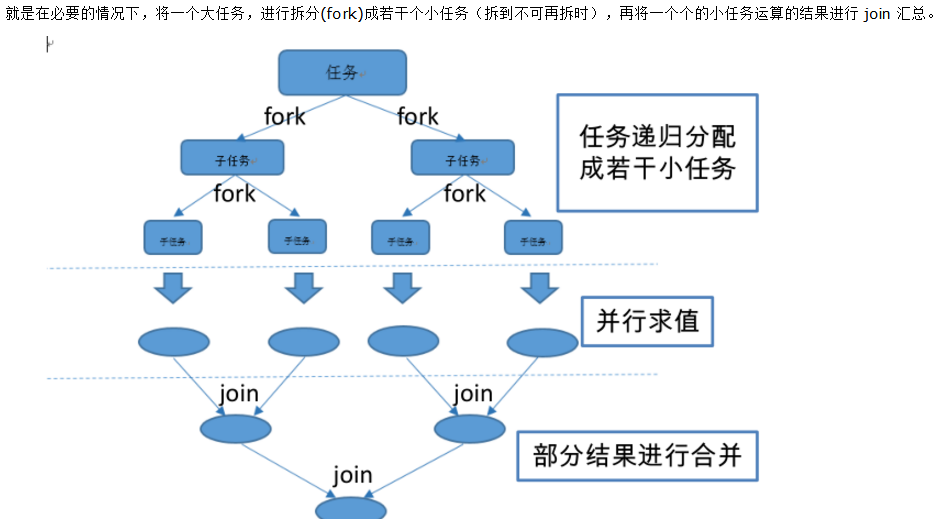 就是在必要的情况下，将一个大任务，进行拆分(fork)成若干个小任务（拆到不可再拆时），再将一个个的小任务运算的结果进行 join 汇总。
任务
fork
fork
任务递归分配
成若干小任务
子任务
子任务
fork
fork
子任务
子任务
子任务
子任务
并行求值
join
join
部分结果进行合并
join